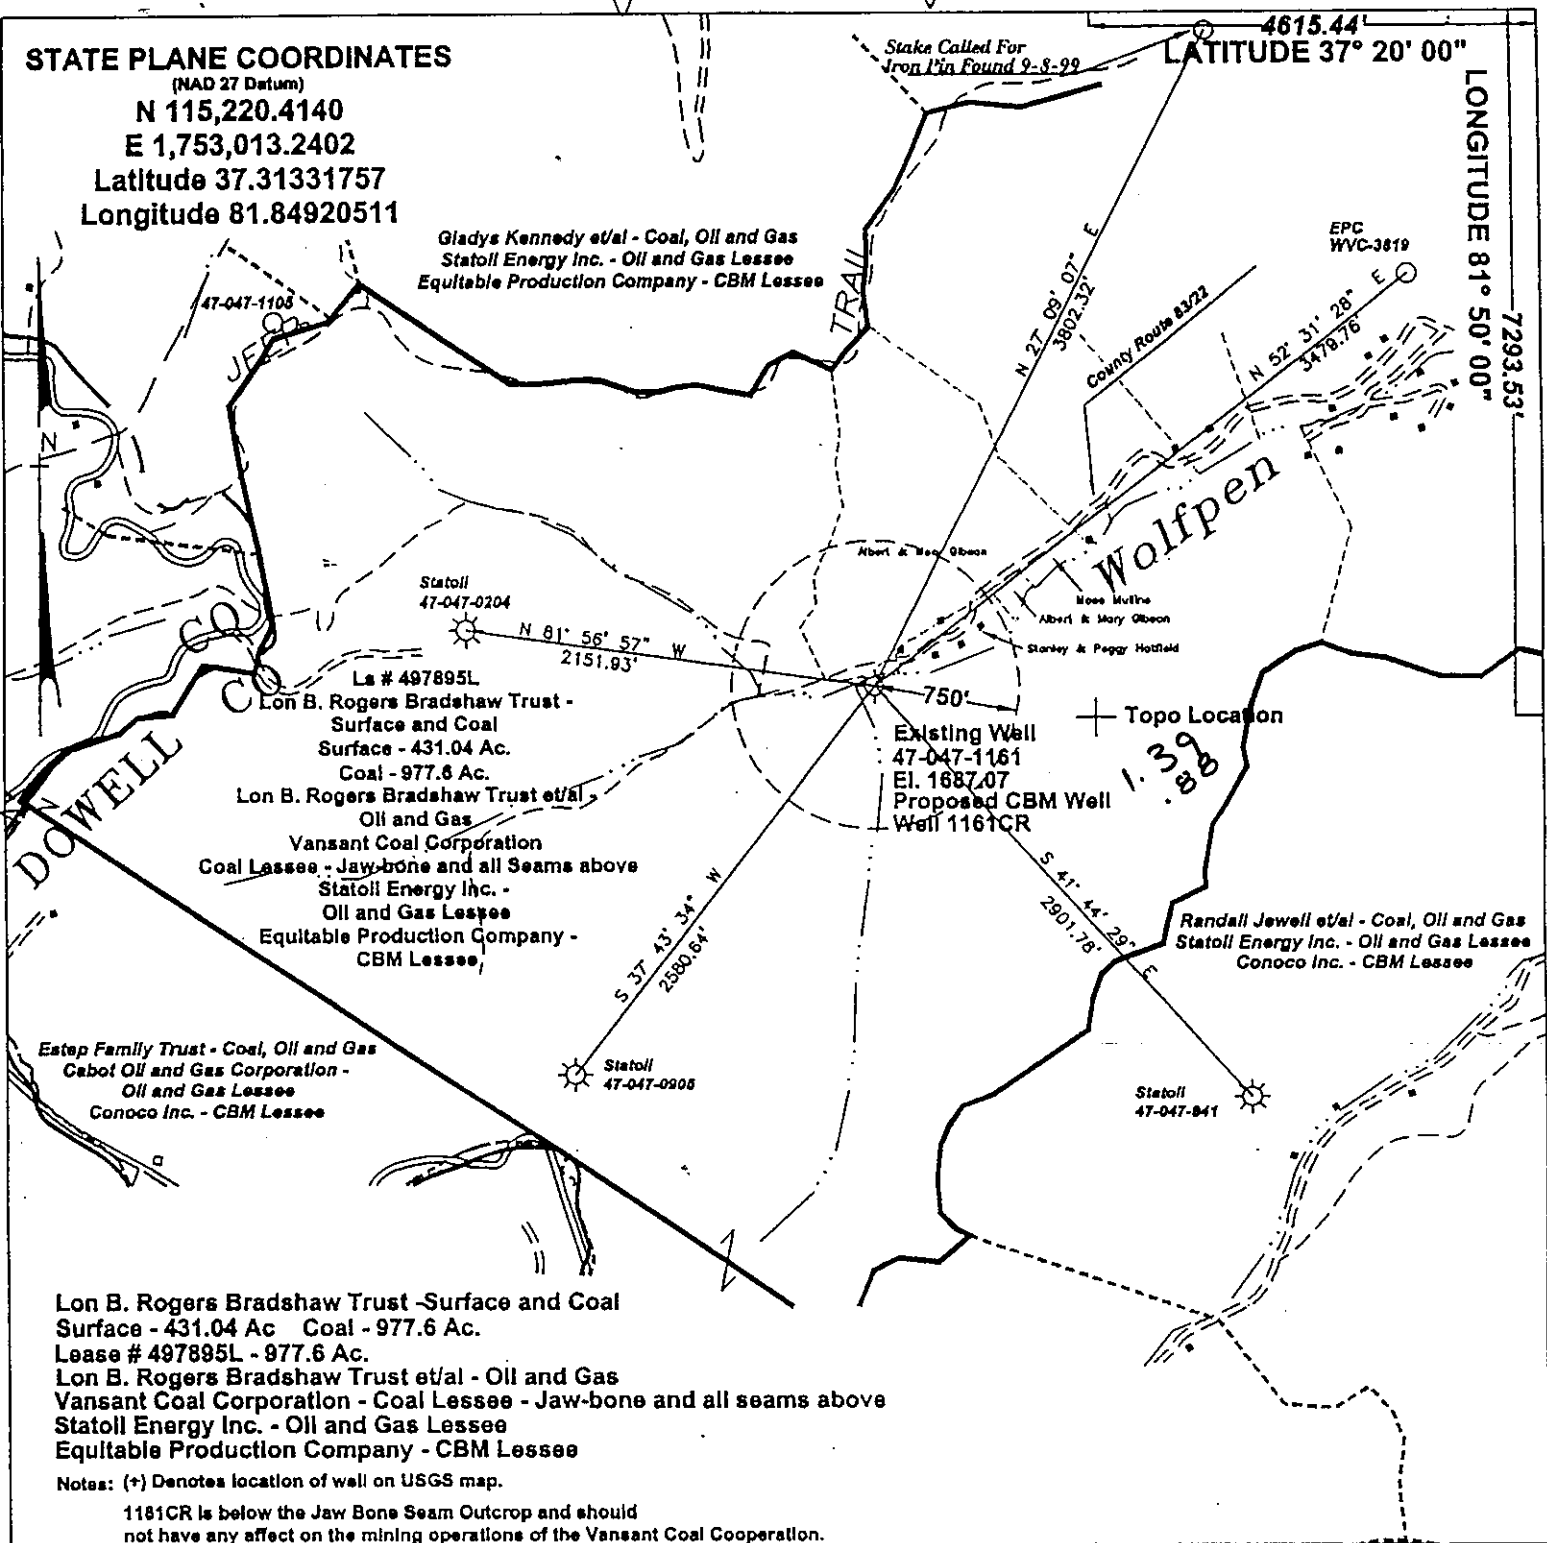 STATE PLANE COORDINATES
(NAD 27 Datum)
N 115,220.4140
E 1,753,013.2402
Latitude 37.31331757
Longitude 81.84920511
Stake Called For
Iron Pin Found 9-8-99
4615.44'
LATITUDE 37° 20' 00"
LONGITUDE 81° 50' 00"
7293.53'
Gladys Kennedy et/al - Coal, Oil and Gas
Statoil Energy Inc. - Oil and Gas Lessee
Equitable Production Company - CBM Lessee
47-047-1105
JEEP
TRAIL
N 27° 09' 07" E
3802.32'
County Route 83/22
EPC
WVC-3819
N 52° 31' 28" E
3479.76'
N
Wolfpen
Statoil
47-047-0204
N 81° 56' 57" W
2151.93'
Moss Mullins
Albert & Mary Gibson
Stanley & Peggy Hatfield
750'
Topo Location
1.39
.88
Existing Well
47-047-1161
El. 1687.07
Proposed CBM Well
Well 1161CR
DOWELL CO
Ls # 497895L
Lon B. Rogers Bradshaw Trust -
Surface and Coal
Surface - 431.04 Ac.
Coal - 977.6 Ac.
Lon B. Rogers Bradshaw Trust et/al -
Oil and Gas
Vansant Coal Corporation
Coal Lessee - Jaw-bone and all Seams above
Statoil Energy Inc. -
Oil and Gas Lessee
Equitable Production Company -
CBM Lessee
S 37° 43' 34" W
2580.64'
S 41° 44' 29" E
2901.78'
Randall Jewell et/al - Coal, Oil and Gas
Statoil Energy Inc. - Oil and Gas Lessee
Conoco Inc. - CBM Lessee
Estep Family Trust - Coal, Oil and Gas
Cabot Oil and Gas Corporation -
Oil and Gas Lessee
Conoco Inc. - CBM Lessee
Statoil
47-047-0905
Statoil
47-047-841
Lon B. Rogers Bradshaw Trust -Surface and Coal
Surface - 431.04 Ac Coal - 977.6 Ac.
Lease # 497895L - 977.6 Ac.
Lon B. Rogers Bradshaw Trust et/al - Oil and Gas
Vansant Coal Corporation - Coal Lessee - Jaw-bone and all seams above
Statoil Energy Inc. - Oil and Gas Lessee
Equitable Production Company - CBM Lessee
Notes: (+) Denotes location of well on USGS map.
1181CR is below the Jaw Bone Seam Outcrop and should
not have any affect on the mining operations of the Vansant Coal Cooperation.